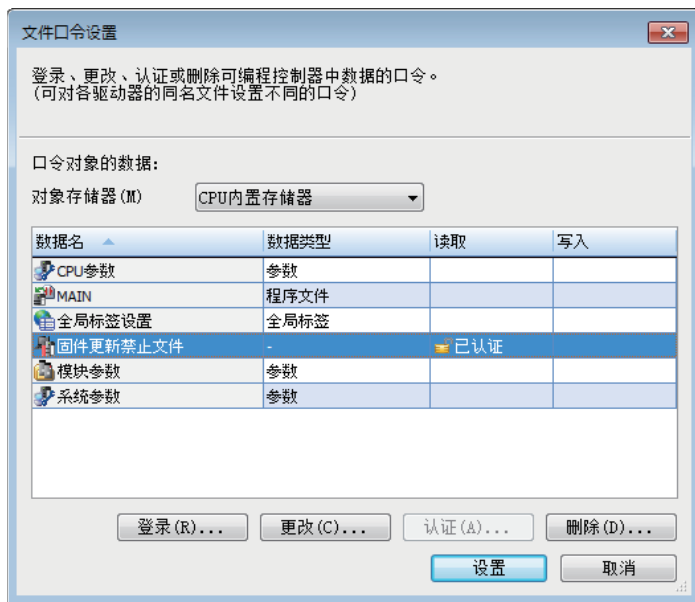 文件口令设置
登录、更改、认证或删除可编程控制器中数据的口令。
(可对各驱动器的同名文件设置不同的口令)
口令对象的数据:
对象存储器(M) CPU内置存储器
数据名 数据类型 读取 写入
CPU参数 参数
MAIN 程序文件
全局标签设置 全局标签
固件更新禁止文件 - 已认证
模块参数 参数
系统参数 参数
登录(R)... 更改(C)... 认证(A)... 删除(D)...
设置 取消